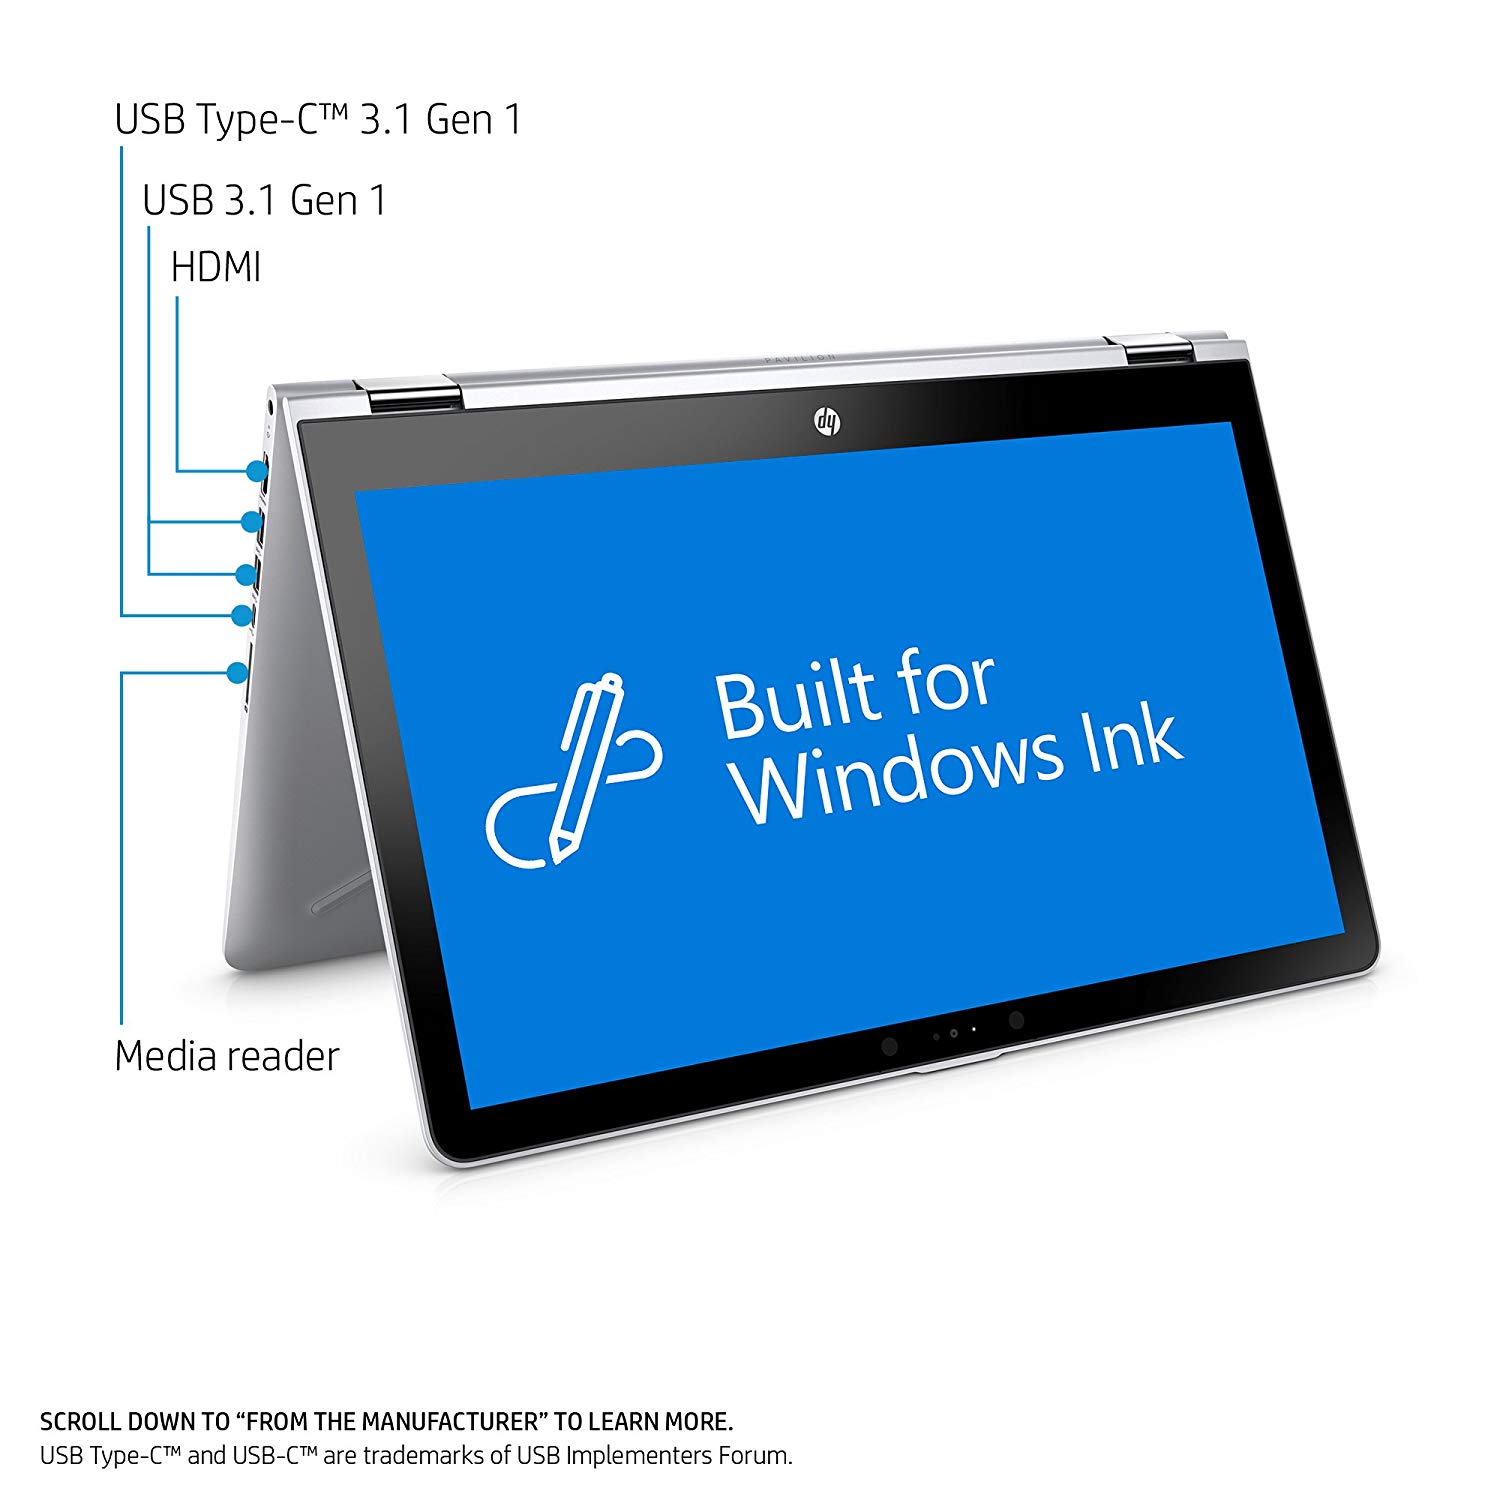 USB Type-C™ 3.1 Gen 1
USB 3.1 Gen 1
HDMI
PAVILION
hp
Built for
Windows Ink
Media reader
SCROLL DOWN TO “FROM THE MANUFACTURER” TO LEARN MORE.
USB Type-C™ and USB-C™ are trademarks of USB Implementers Forum.